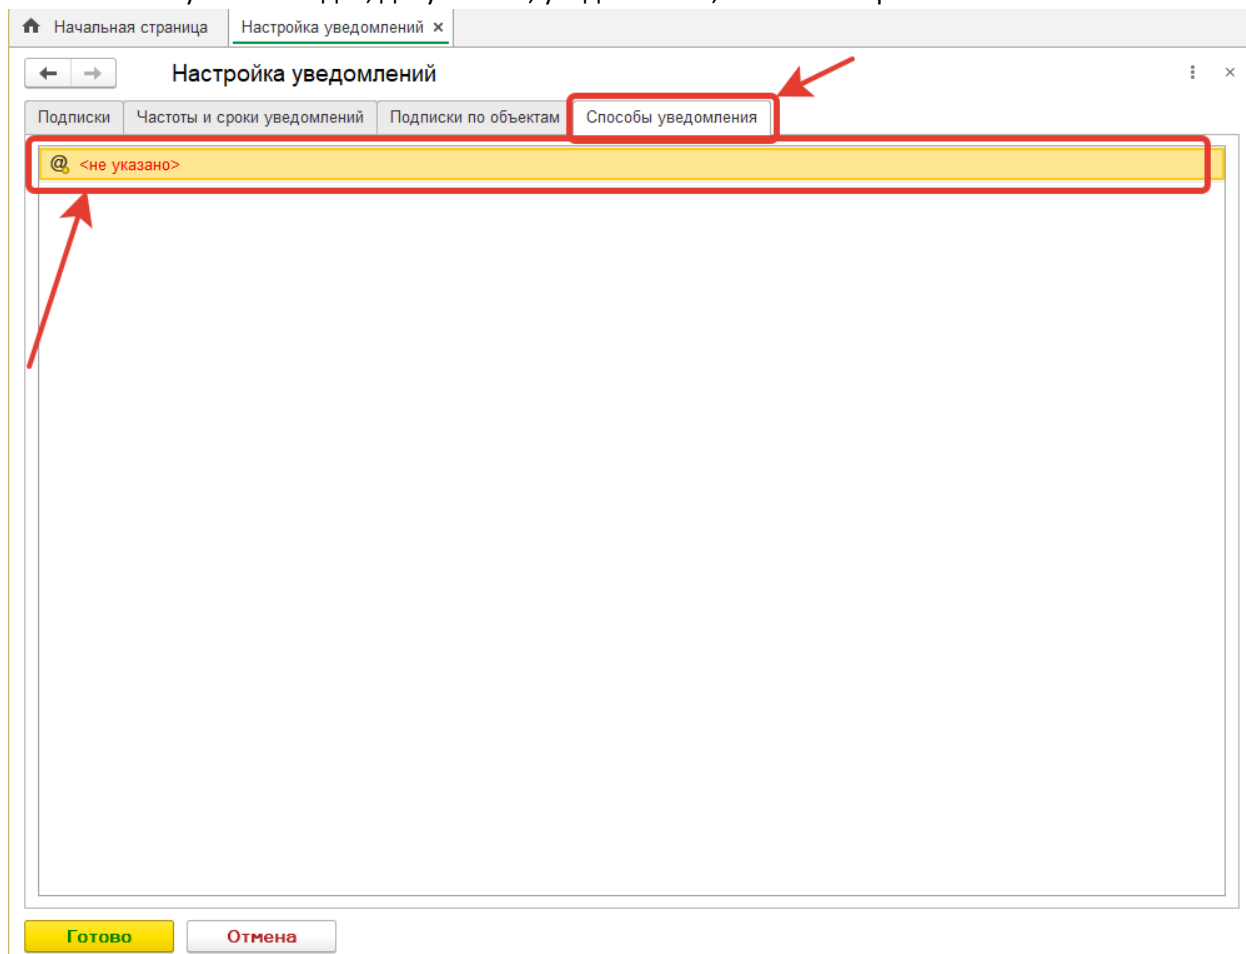 Начальная страница
Настройка уведомлений ×
Настройка уведомлений
Подписки
Частоты и сроки уведомлений
Подписки по объектам
Способы уведомления
<не указано>
Готово
Отмена